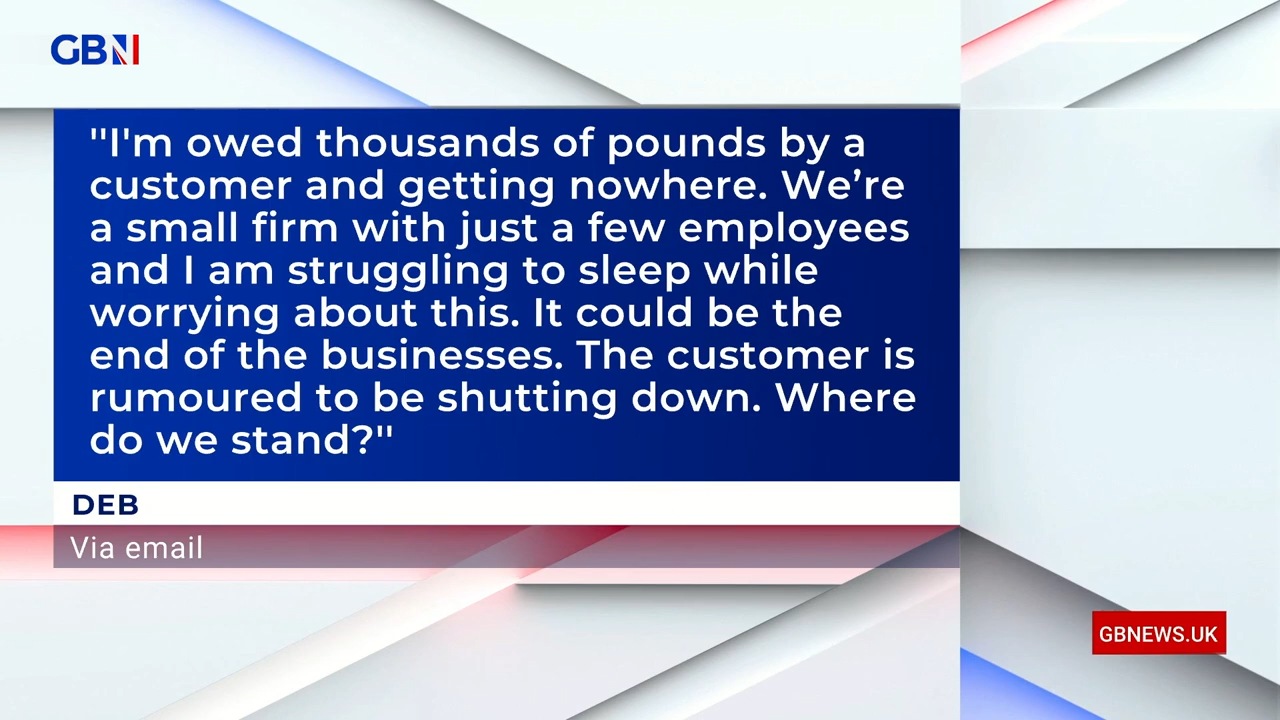 GBN
"I'm owed thousands of pounds by a
customer and getting nowhere. We’re
a small firm with just a few employees
and I am struggling to sleep while
worrying about this. It could be the
end of the businesses. The customer is
rumoured to be shutting down. Where
do we stand?"
DEB
Via email
GBNEWS.UK